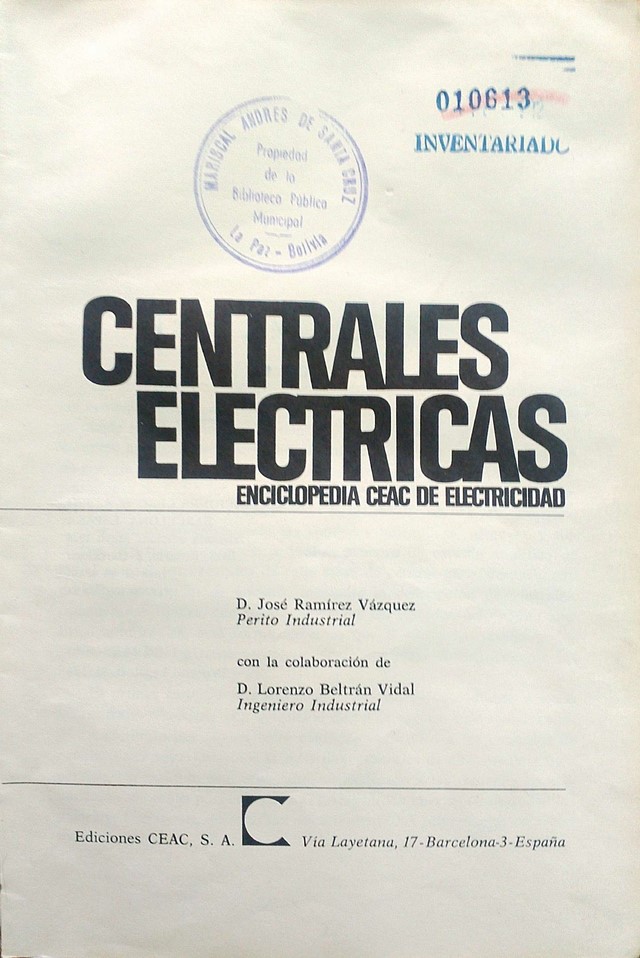 010613
INVENTARIADO
MARISCAL ANDRES DE SANTA CRUZ
Propiedad
de la
Biblioteca Pública
Municipal
La Paz - Bolivia
CENTRALES
ELECTRICAS
ENCICLOPEDIA CEAC DE ELECTRICIDAD
D. José Ramírez Vázquez
Perito Industrial
con la colaboración de
D. Lorenzo Beltrán Vidal
Ingeniero Industrial
Ediciones CEAC, S. A. C Vía Layetana, 17-Barcelona-3-España